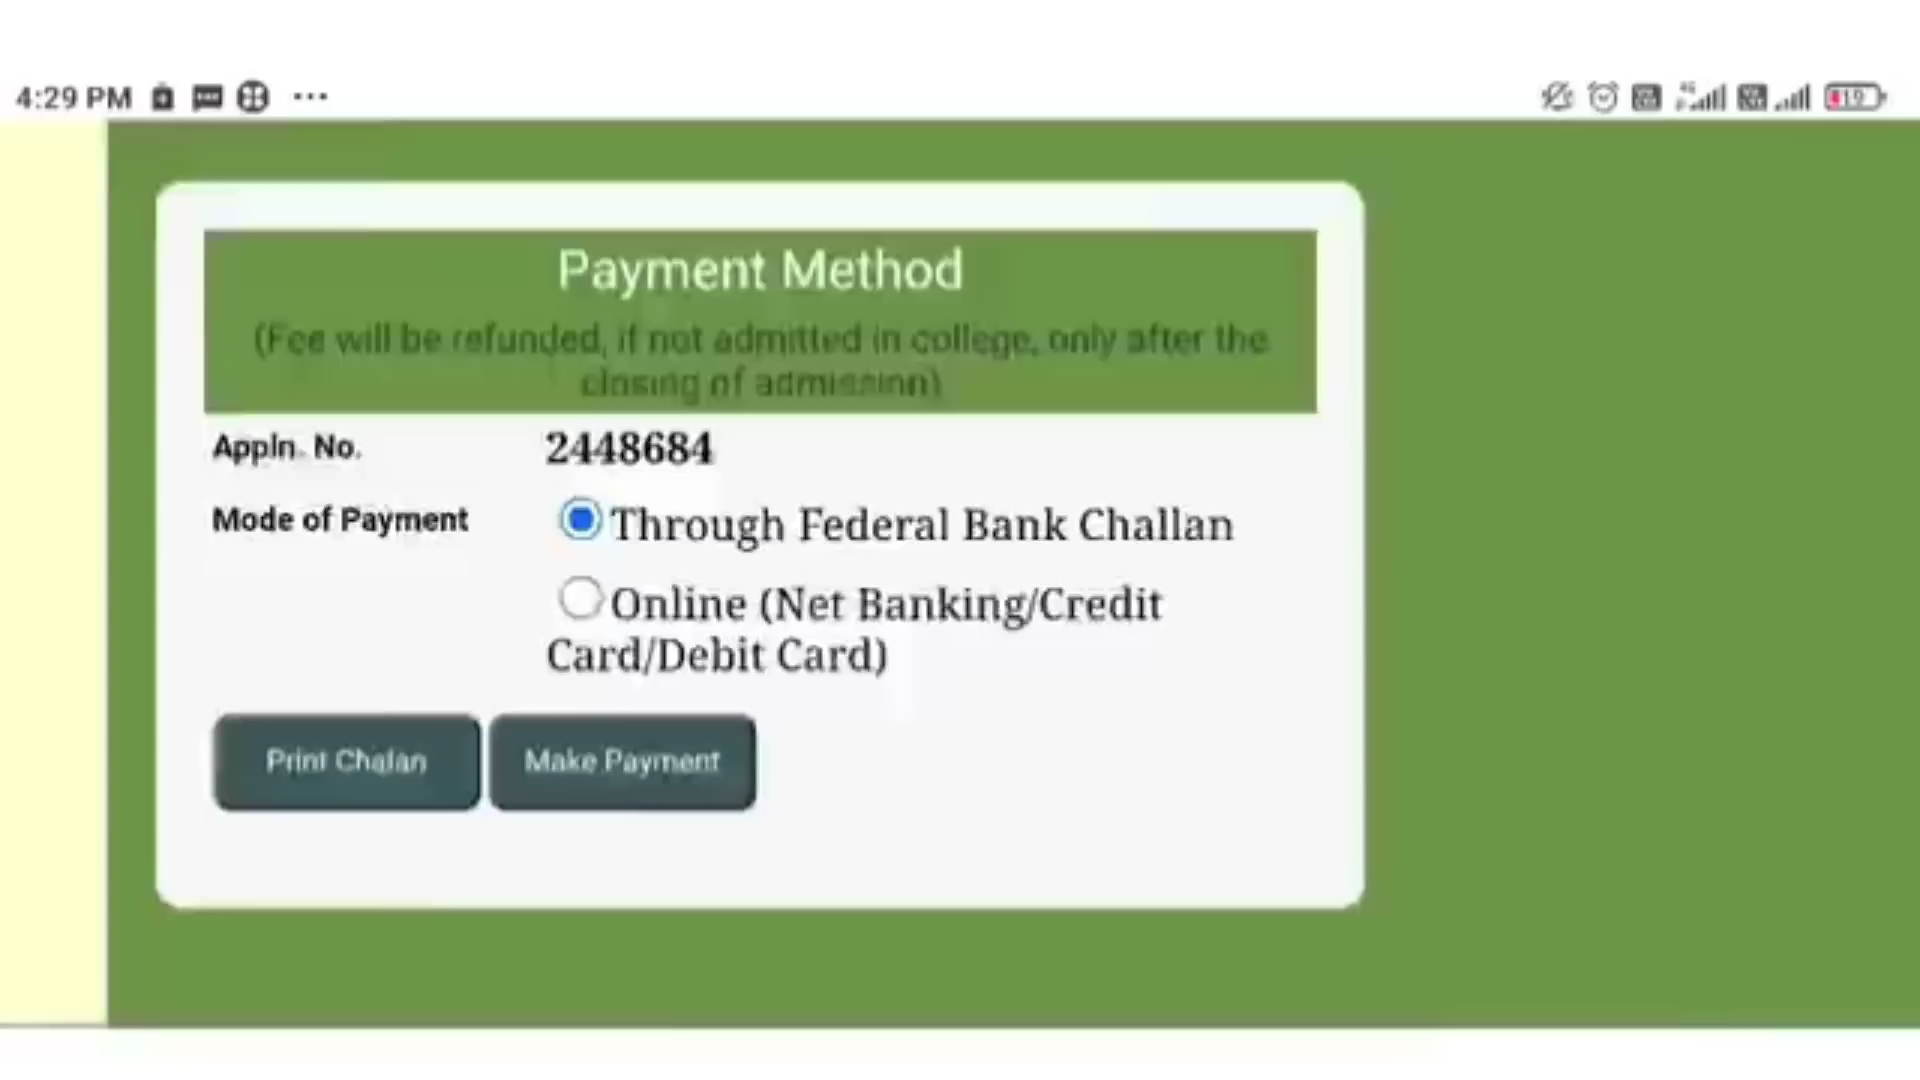 4:29 PM ...
19
Payment Method
(Fee will be refunded, if not admitted in college, only after the
closing of admission)
Appln. No. 2448684
Mode of Payment Through Federal Bank Challan
Online (Net Banking/Credit
Card/Debit Card)
Print Chalan Make Payment